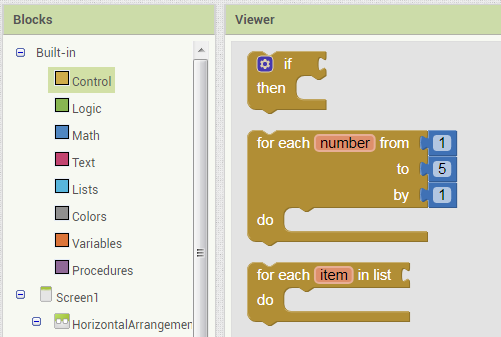 Blocks
Built-in
Control
Logic
Math
Text
Lists
Colors
Variables
Procedures
Screen1
HorizontalArrangemen
Viewer
if
then
for each number from 1
to 5
by 1
do
for each item in list
do